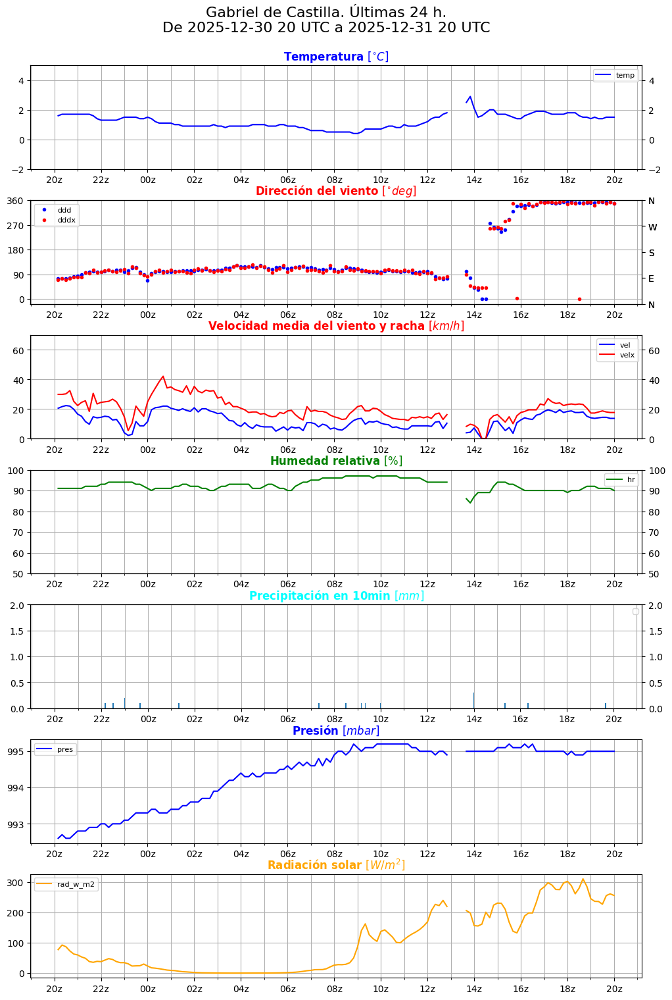 Gabriel de Castilla. Últimas 24 h.
De 2025-12-30 20 UTC a 2025-12-31 20 UTC
Temperatura [°C]
4
2
0
−2
temp
4
2
0
−2
20z 22z 00z 02z 04z 06z 08z 10z 12z 14z 16z 18z 20z
Dirección del viento [°deg]
360
270
180
90
0
ddd
dddx
N
W
S
E
N
20z 22z 00z 02z 04z 06z 08z 10z 12z 14z 16z 18z 20z
Velocidad media del viento y racha [km/h]
60
40
20
0
vel
velx
60
40
20
0
20z 22z 00z 02z 04z 06z 08z 10z 12z 14z 16z 18z 20z
Humedad relativa [%]
100
90
80
70
60
50
hr
100
90
80
70
60
50
20z 22z 00z 02z 04z 06z 08z 10z 12z 14z 16z 18z 20z
Precipitación en 10min [mm]
2.0
1.5
1.0
0.5
0.0
2.0
1.5
1.0
0.5
0.0
20z 22z 00z 02z 04z 06z 08z 10z 12z 14z 16z 18z 20z
Presión [mbar]
995
994
993
pres
20z 22z 00z 02z 04z 06z 08z 10z 12z 14z 16z 18z 20z
Radiación solar [W/m²]
300
200
100
0
rad_w_m2
20z 22z 00z 02z 04z 06z 08z 10z 12z 14z 16z 18z 20z